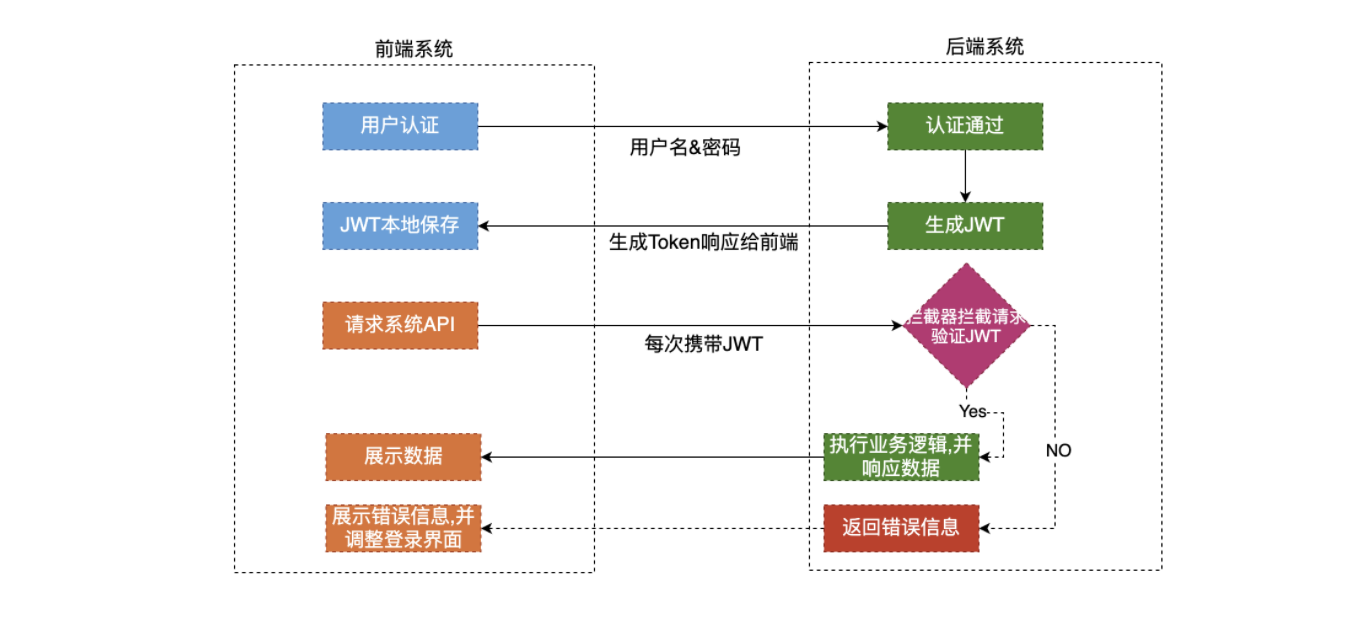 前端系统
后端系统
用户认证
用户名&密码
认证通过
JWT本地保存
生成Token响应给前端
生成JWT
请求系统API
每次携带JWT
拦截器拦截请求
验证JWT
Yes
NO
展示数据
执行业务逻辑,并
响应数据
展示错误信息,并
调整登录界面
返回错误信息